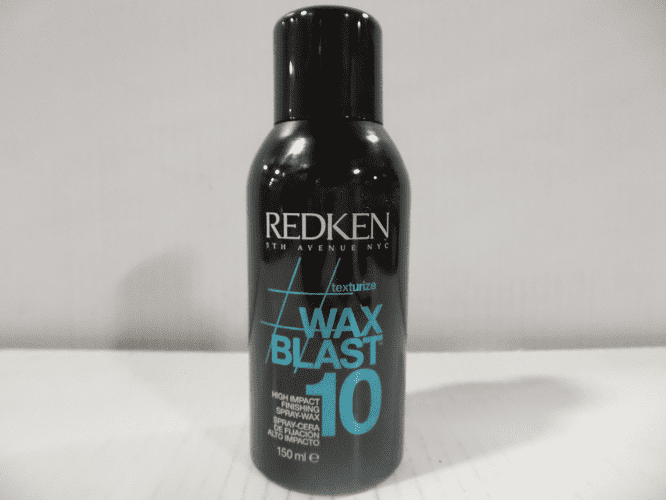 REDKEN
5TH AVENUE NYC
texturize
WAX
BLAST
10
HIGH IMPACT
FINISHING
SPRAY-WAX
SPRAY-CERA
DE FIJACIÓN
ALTO IMPACTO
150 ml e